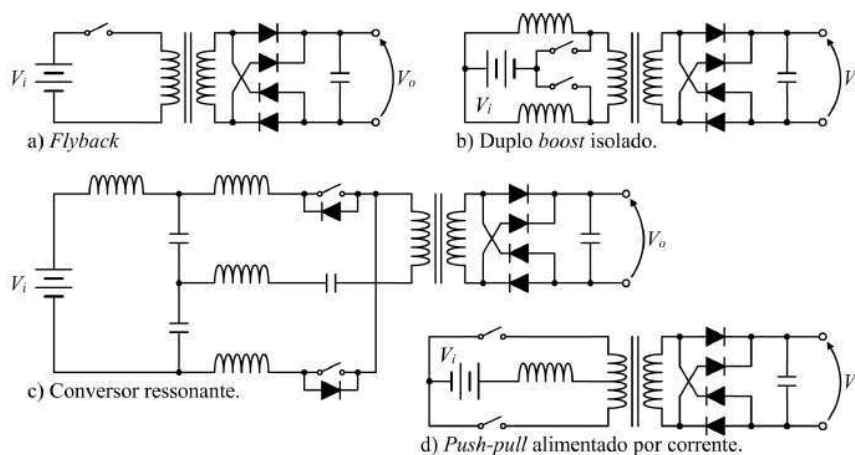 V_i
V_o
a) Flyback
V_i
V
b) Duplo boost isolado.
V_i
V_o
c) Conversor ressonante.
V_i
V
d) Push-pull alimentado por corrente.